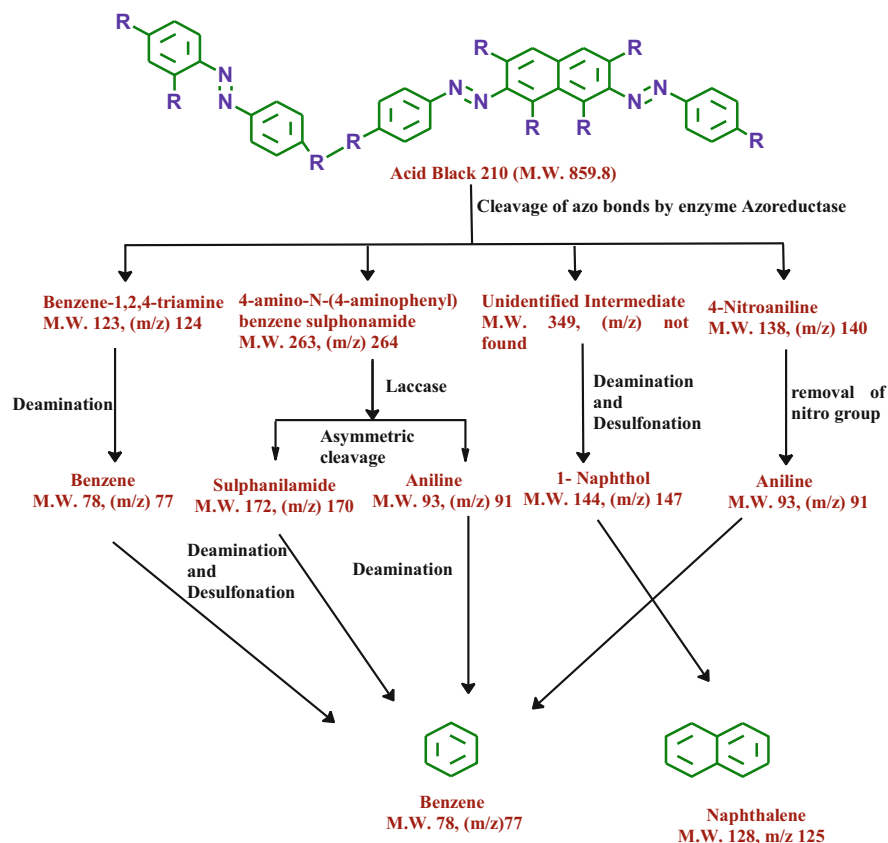 R
R
N
N
R
R
N
N
R
R
R
R
N
N
R
Acid Black 210 (M.W. 859.8)
Cleavage of azo bonds by enzyme Azoreductase
Benzene-1,2,4-triamine
M.W. 123, (m/z) 124
4-amino-N-(4-aminophenyl)
benzene sulphonamide
M.W. 263, (m/z) 264
Unidentified Intermediate
M.W. 349, (m/z) not
found
4-Nitroaniline
M.W. 138, (m/z) 140
Deamination
Laccase
Asymmetric
cleavage
Deamination
and
Desulfonation
removal of
nitro group
Benzene
M.W. 78, (m/z) 77
Sulphanilamide
M.W. 172, (m/z) 170
Aniline
M.W. 93, (m/z) 91
1- Naphthol
M.W. 144, (m/z) 147
Aniline
M.W. 93, (m/z) 91
Deamination
and
Desulfonation
Deamination
Benzene
M.W. 78, (m/z)77
Naphthalene
M.W. 128, m/z 125